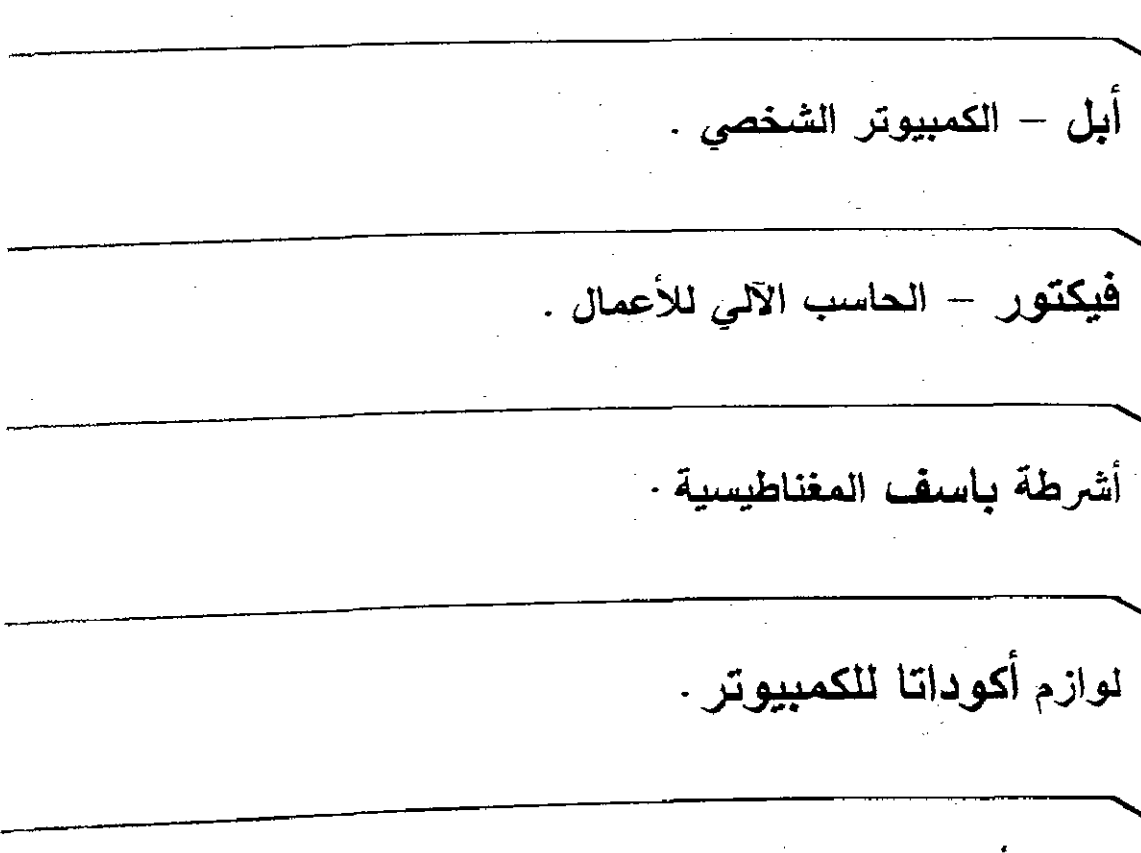 أبل – الكمبيوتر الشخصي .
فيكتور – الحاسب الآلي للأعمال .
أشرطة باسف المغناطيسية .
لوازم أكوداتا للكمبيوتر .